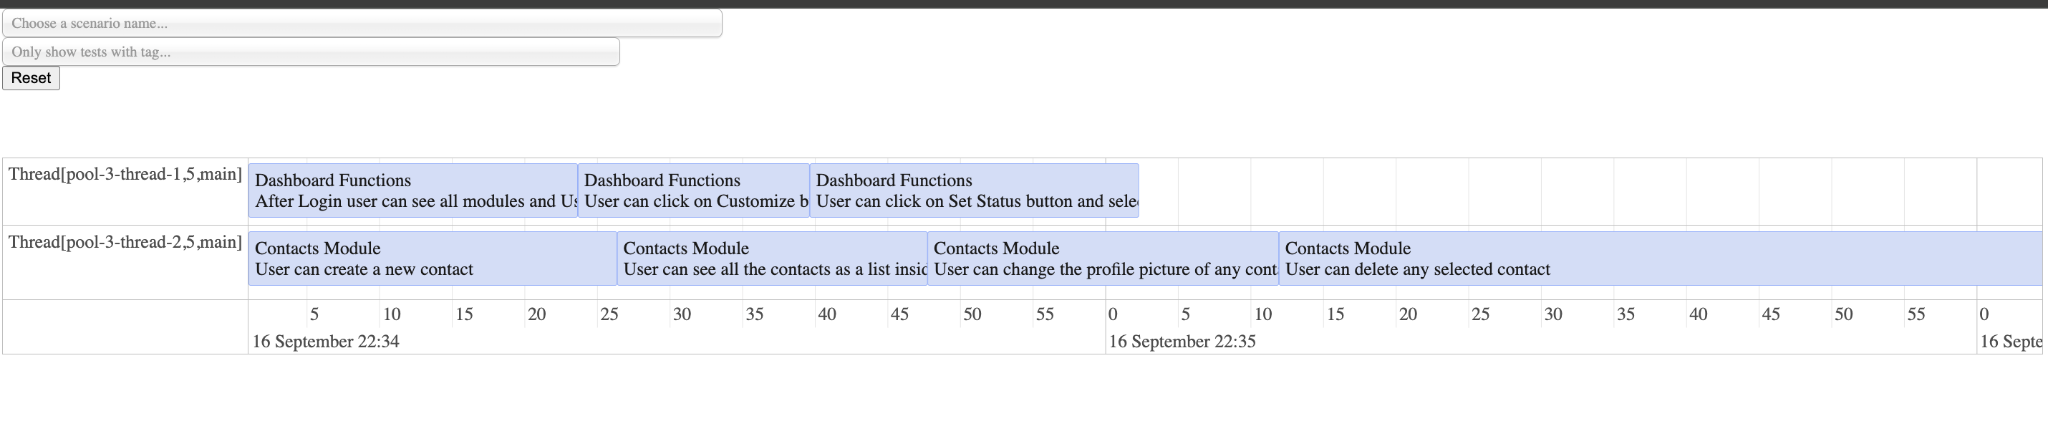 Choose a scenario name...
Only show tests with tag...
Reset
Thread[pool-3-thread-1,5,main]
Dashboard Functions
After Login user can see all modules and Us
Dashboard Functions
User can click on Customize b
Dashboard Functions
User can click on Set Status button and sele
Thread[pool-3-thread-2,5,main]
Contacts Module
User can create a new contact
Contacts Module
User can see all the contacts as a list insid
Contacts Module
User can change the profile picture of any cont
Contacts Module
User can delete any selected contact
5 10 15 20 25 30 35 40 45 50 55 0 5 10 15 20 25 30 35 40 45 50 55 0
16 September 22:34 16 September 22:35 16 Septe